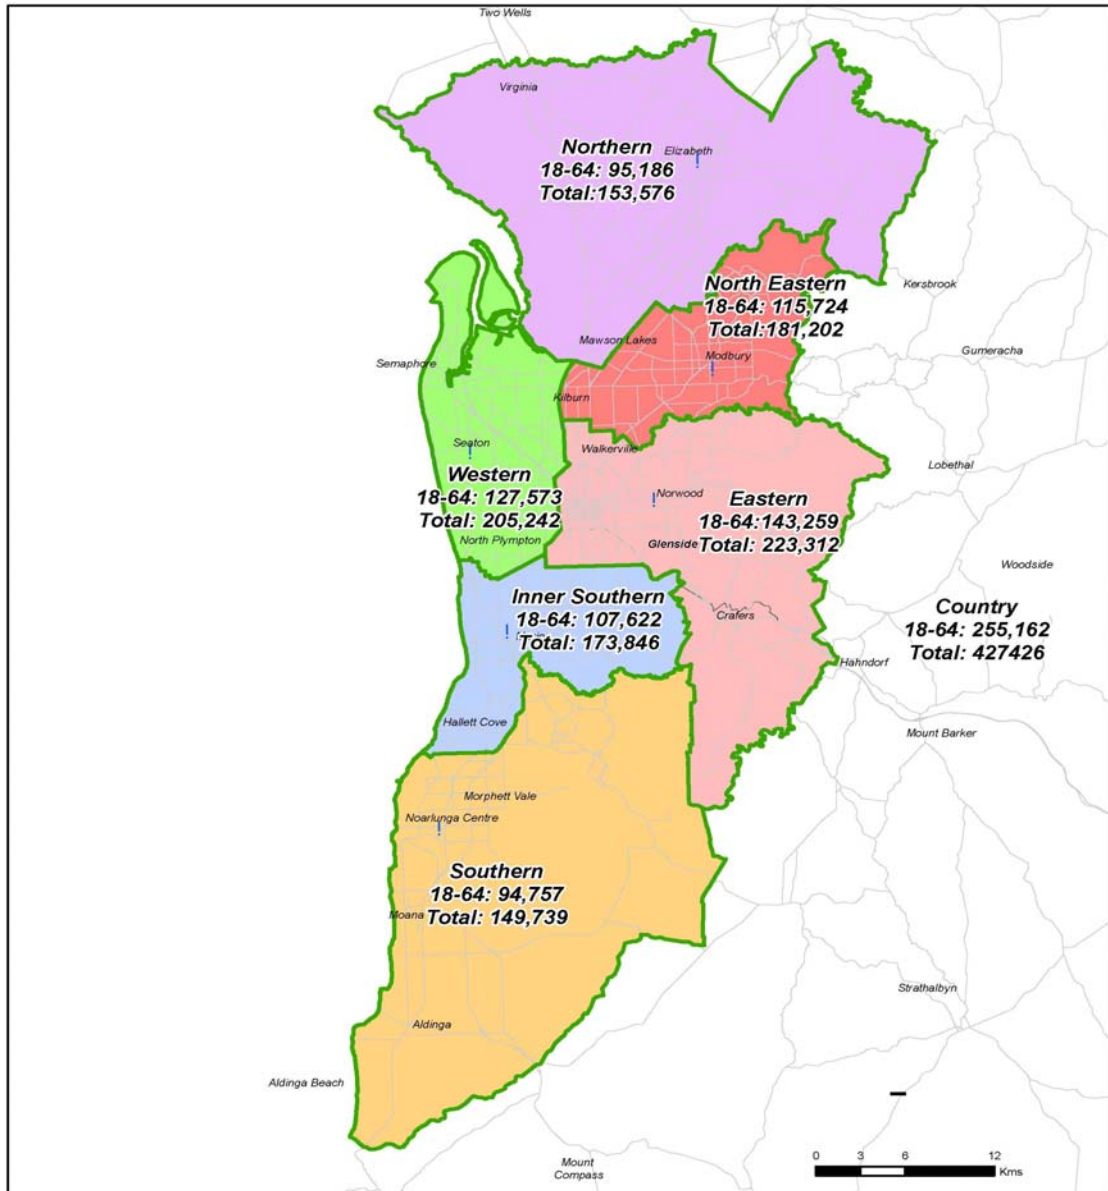 Two Wells
Virginia
Northern
18-64: 95,186
Total:153,576
Elizabeth
North Eastern
18-64: 115,724
Total:181,202
Kersbrook
Mawson Lakes
Modbury
Gumeracha
Semaphore
Kilburn
Seaton
Walkerville
Lobethal
Western
18-64: 127,573
Total: 205,242
North Plympton
Norwood
Eastern
18-64:143,259
Total: 223,312
Glenside
Woodside
Inner Southern
18-64: 107,622
Total: 173,846
Crafers
Country
18-64: 255,162
Total: 427426
Hahndorf
Hallett Cove
Mount Barker
Morphett Vale
Noarlunga Centre
Southern
18-64: 94,757
Total: 149,739
Moana
Strathalbyn
Aldinga
Aldinga Beach
Mount
Compass
0 3 6 12
Kms